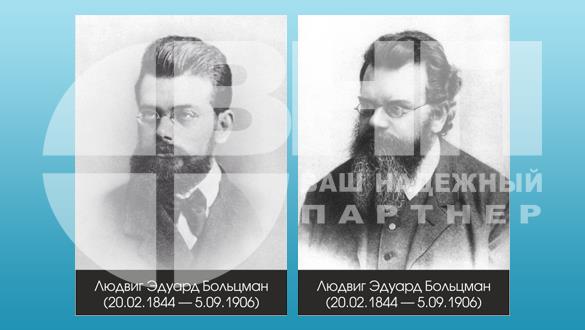 ВНП
ВАШ НАДЕЖНЫЙ
ПАРТНЕР
Людвиг Эдуард Больцман
(20.02.1844 — 5.09.1906)
Людвиг Эдуард Больцман
(20.02.1844 — 5.09.1906)